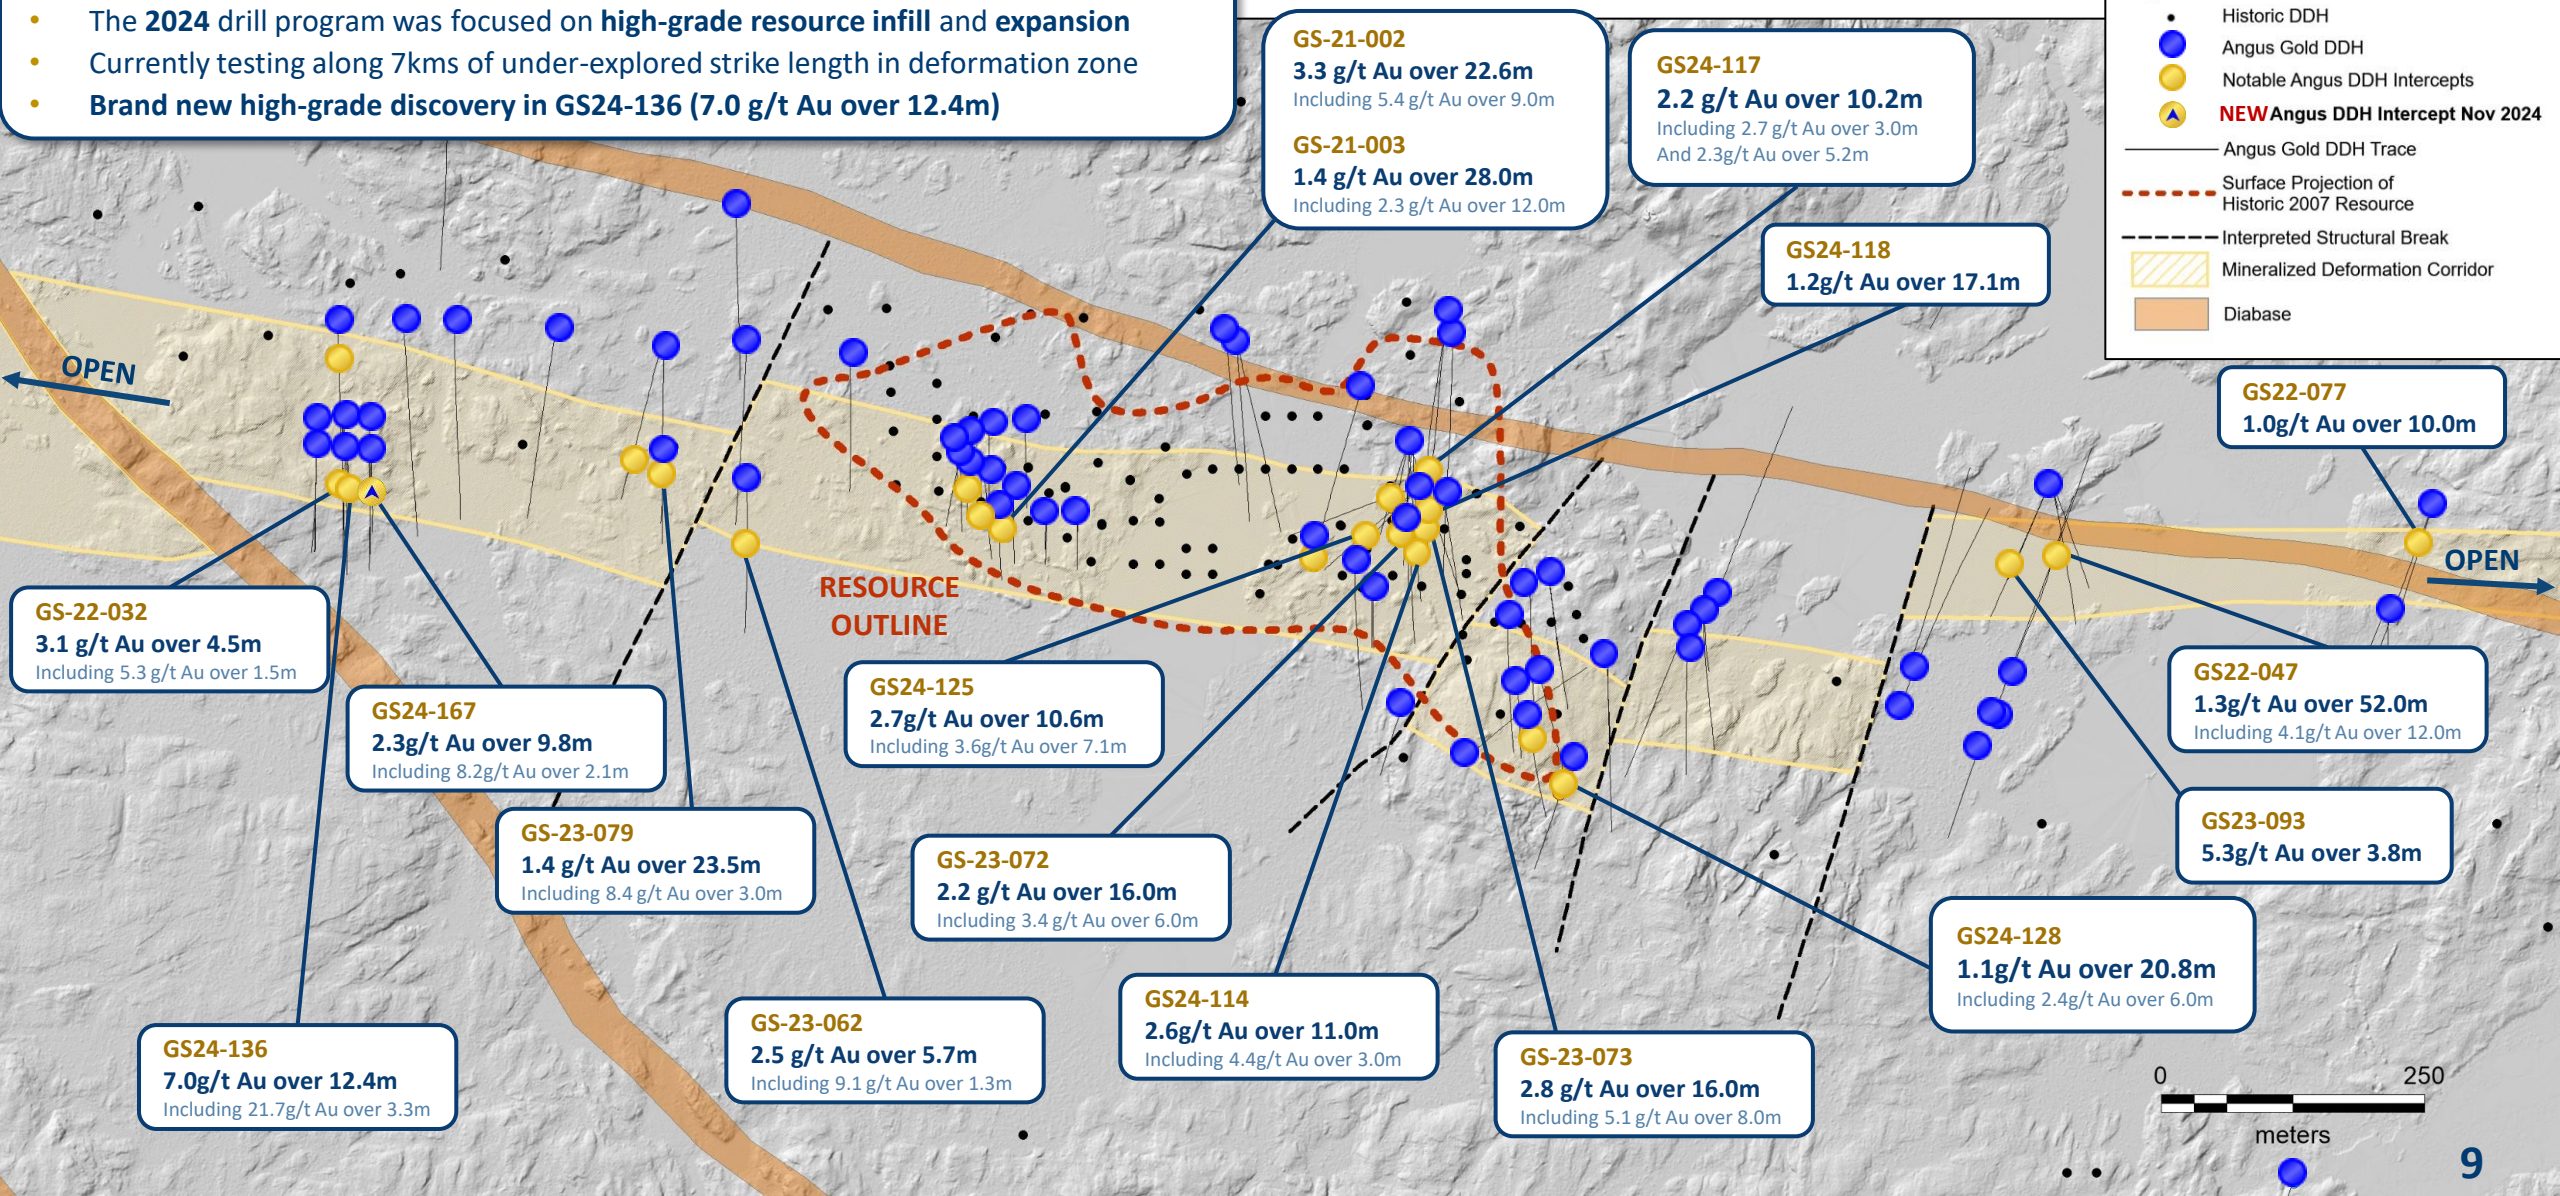 • The 2024 drill program was focused on high-grade resource infill and expansion
• Currently testing along 7kms of under-explored strike length in deformation zone
• Brand new high-grade discovery in GS24-136 (7.0 g/t Au over 12.4m)
GS-21-002
3.3 g/t Au over 22.6m
Including 5.4 g/t Au over 9.0m
GS-21-003
1.4 g/t Au over 28.0m
Including 2.3 g/t Au over 12.0m
GS24-117
2.2 g/t Au over 10.2m
Including 2.7 g/t Au over 3.0m
And 2.3g/t Au over 5.2m
GS24-118
1.2g/t Au over 17.1m
Historic DDH
Angus Gold DDH
Notable Angus DDH Intercepts
NEW Angus DDH Intercept Nov 2024
Angus Gold DDH Trace
Surface Projection of
Historic 2007 Resource
Interpreted Structural Break
Mineralized Deformation Corridor
Diabase
OPEN
GS22-077
1.0g/t Au over 10.0m
OPEN
RESOURCE
OUTLINE
GS-22-032
3.1 g/t Au over 4.5m
Including 5.3 g/t Au over 1.5m
GS24-167
2.3g/t Au over 9.8m
Including 8.2g/t Au over 2.1m
GS24-125
2.7g/t Au over 10.6m
Including 3.6g/t Au over 7.1m
GS22-047
1.3g/t Au over 52.0m
Including 4.1g/t Au over 12.0m
GS-23-079
1.4 g/t Au over 23.5m
Including 8.4 g/t Au over 3.0m
GS-23-072
2.2 g/t Au over 16.0m
Including 3.4 g/t Au over 6.0m
GS23-093
5.3g/t Au over 3.8m
GS24-128
1.1g/t Au over 20.8m
Including 2.4g/t Au over 6.0m
GS24-136
7.0g/t Au over 12.4m
Including 21.7g/t Au over 3.3m
GS-23-062
2.5 g/t Au over 5.7m
Including 9.1 g/t Au over 1.3m
GS24-114
2.6g/t Au over 11.0m
Including 4.4g/t Au over 3.0m
GS-23-073
2.8 g/t Au over 16.0m
Including 5.1 g/t Au over 8.0m
0 250
meters
9